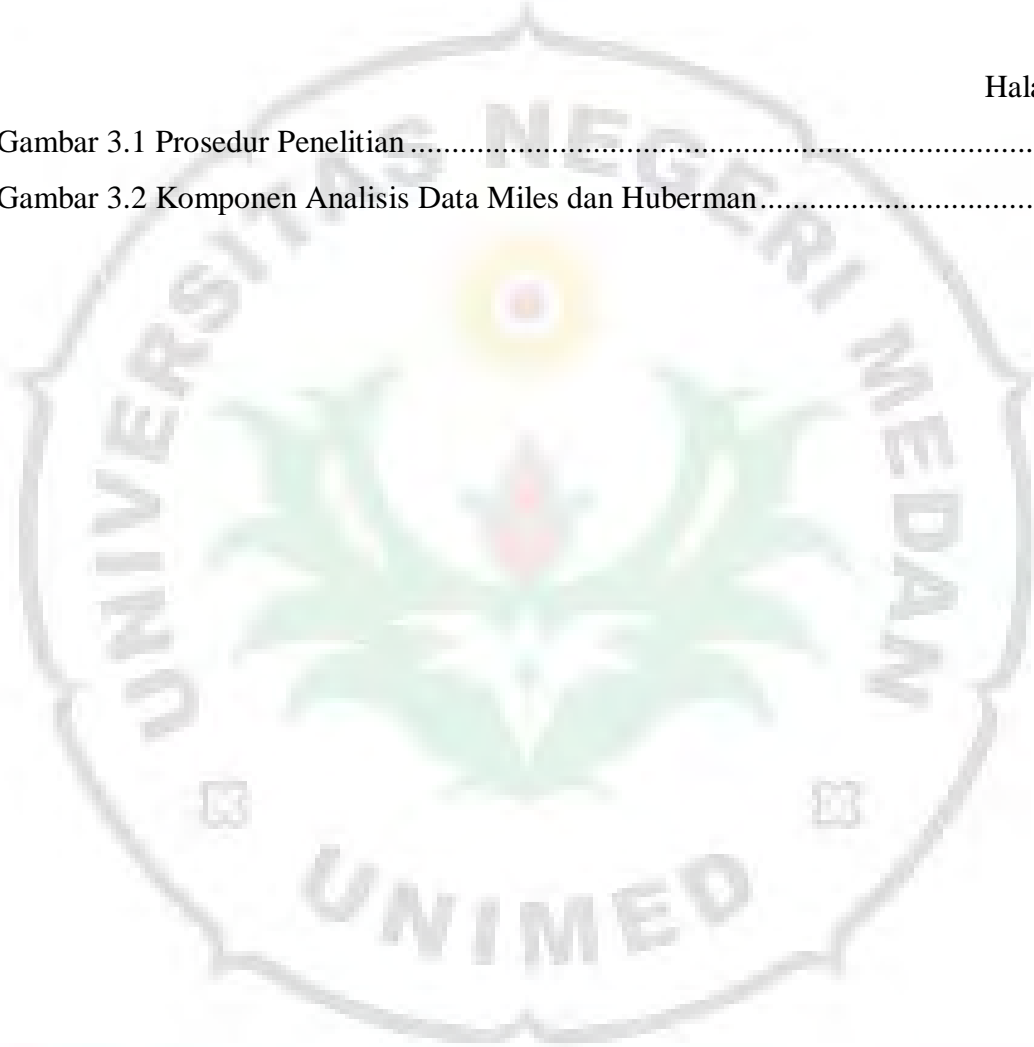 Hala
Gambar 3.1 Prosedur Penelitian ........................................................................
Gambar 3.2 Komponen Analisis Data Miles dan Huberman.................................
UNIVERSITAS NEGERI MEDAN
UNIMED